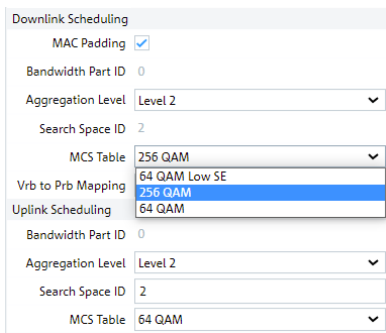 Downlink Scheduling
MAC Padding
Bandwidth Part ID 0
Aggregation Level Level 2
Search Space ID 2
MCS Table 256 QAM
64 QAM Low SE
Vrb to Prb Mapping 256 QAM
64 QAM
Uplink Scheduling
Bandwidth Part ID 0
Aggregation Level Level 2
Search Space ID 2
MCS Table 64 QAM